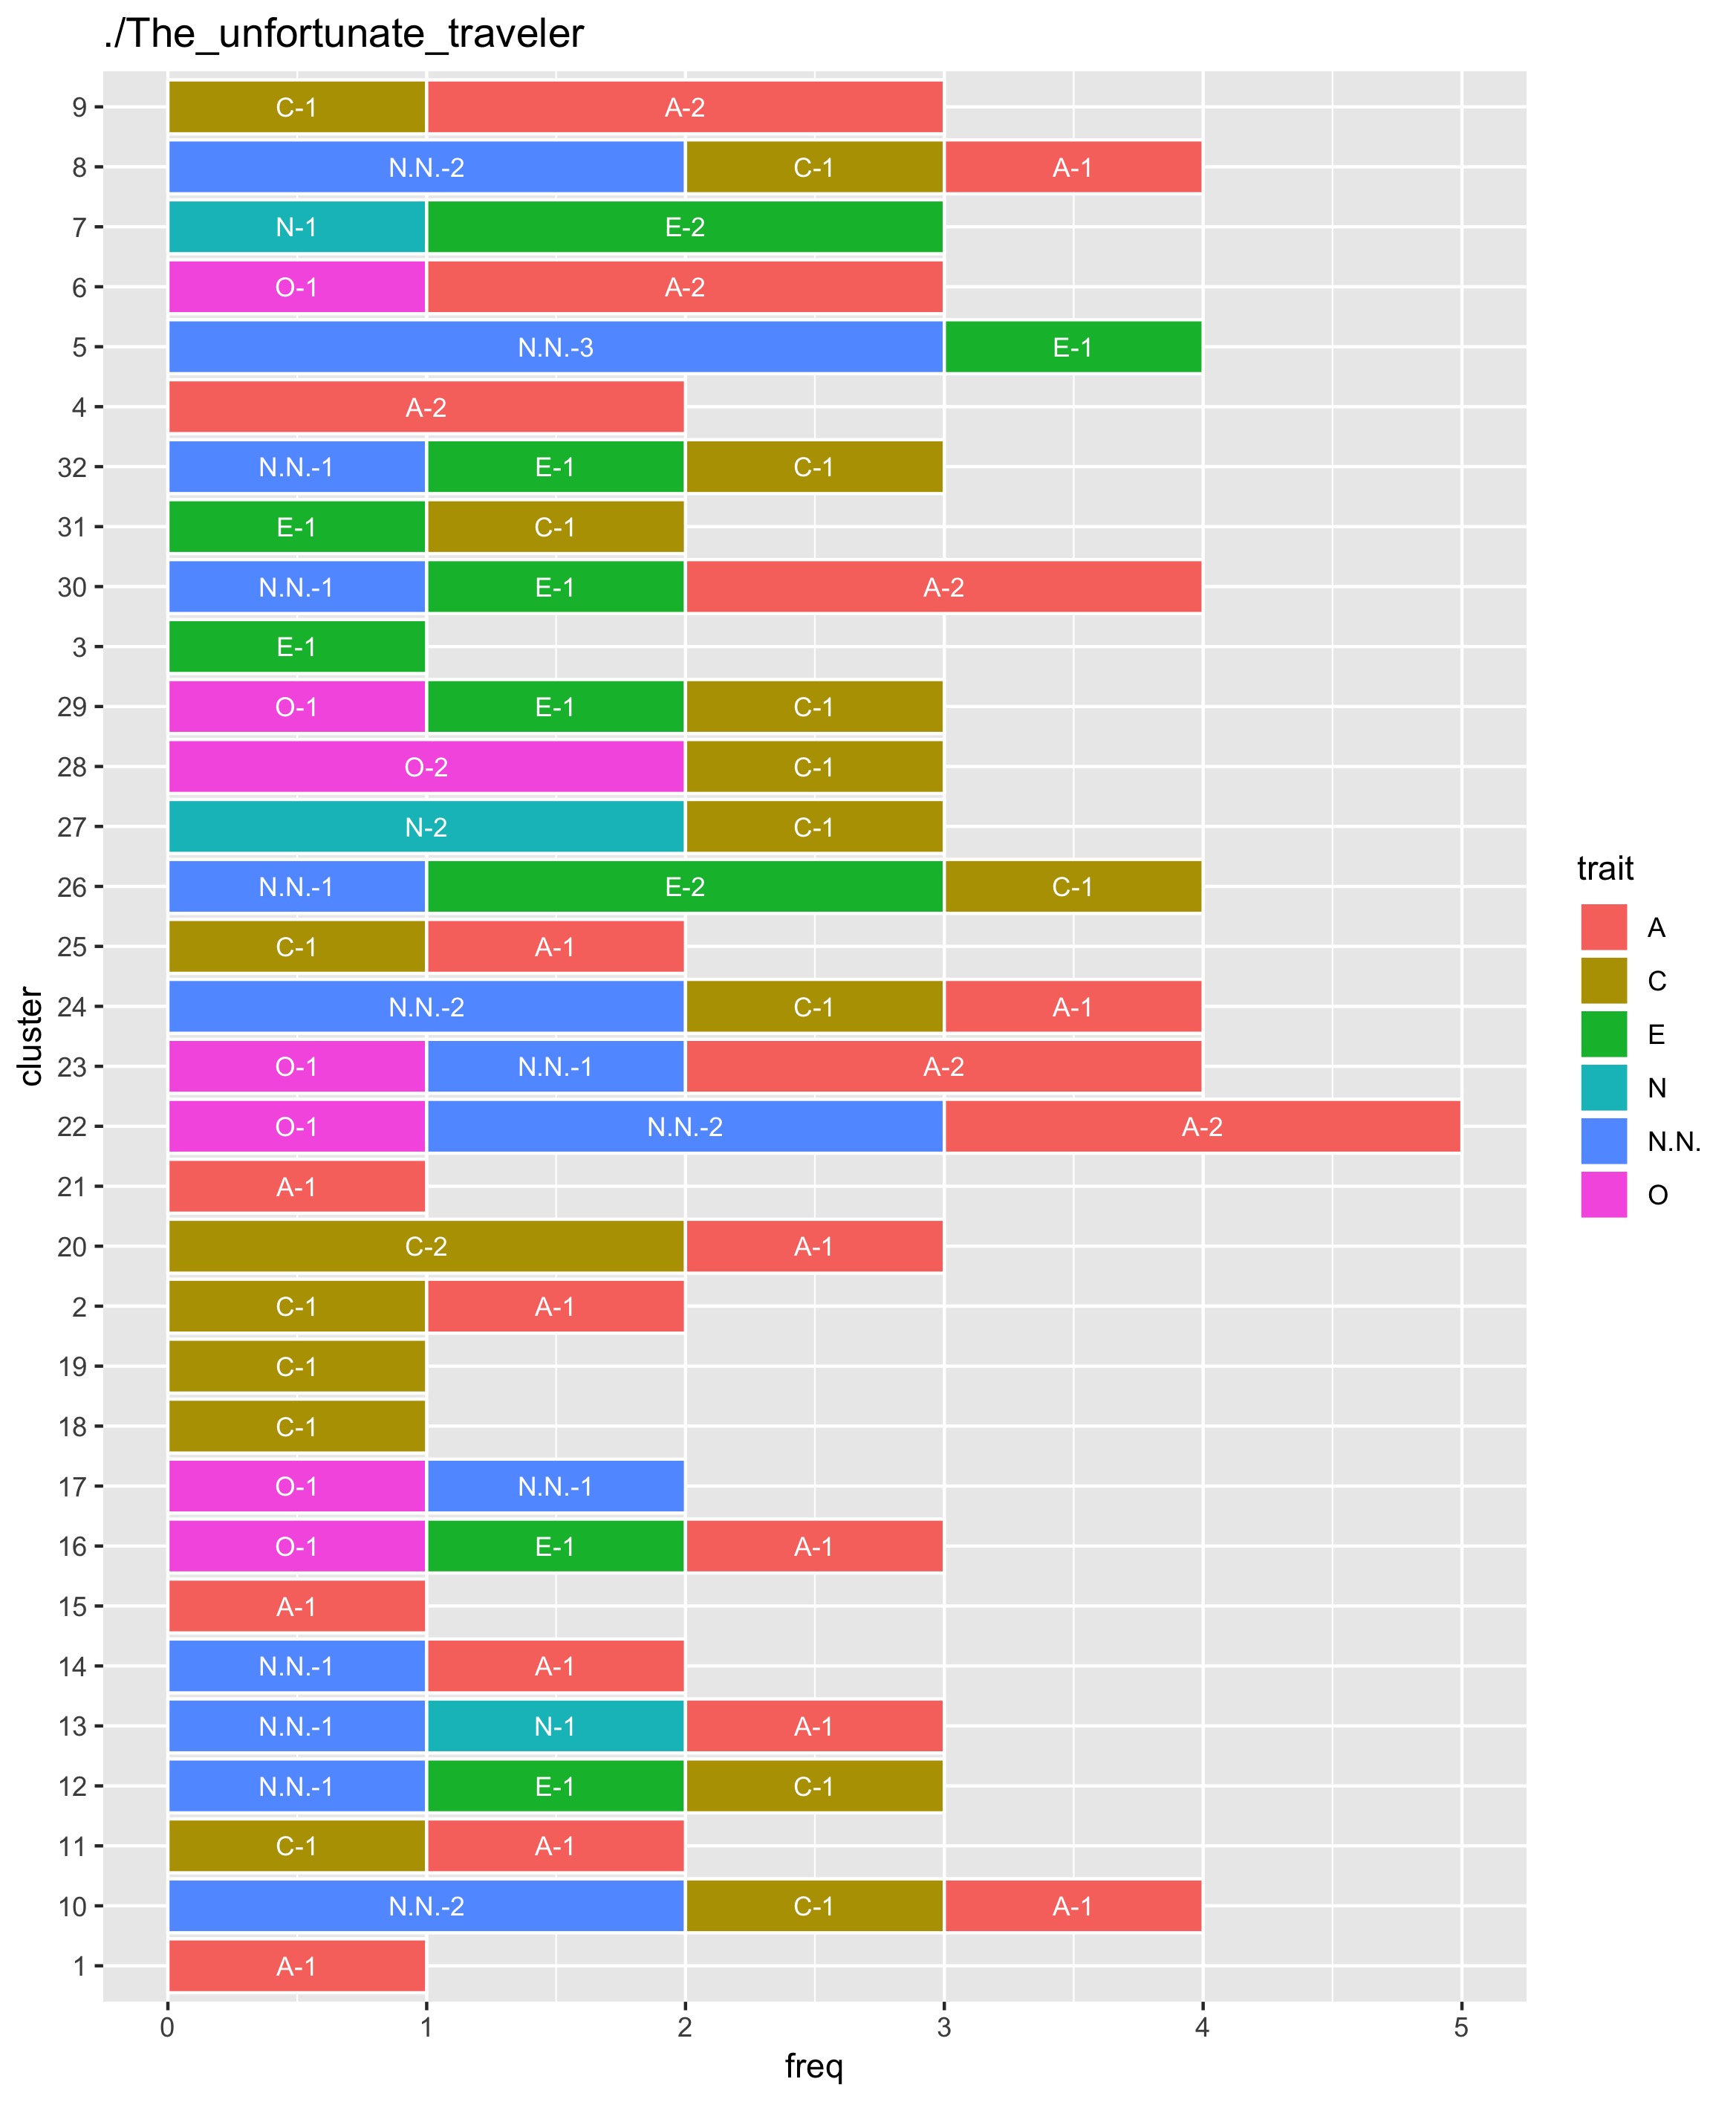 ./The_unfortunate_traveler
9 C-1 A-2
8 N.N.-2 C-1 A-1
7 N-1 E-2
6 O-1 A-2
5 N.N.-3 E-1
4 A-2
32 N.N.-1 E-1 C-1
31 E-1 C-1
30 N.N.-1 E-1 A-2
3 E-1
29 O-1 E-1 C-1
28 O-2 C-1
27 N-2 C-1
26 N.N.-1 E-2 C-1
25 C-1 A-1
24 N.N.-2 C-1 A-1
23 O-1 N.N.-1 A-2
22 O-1 N.N.-2 A-2
21 A-1
20 C-2 A-1
2 C-1 A-1
19 C-1
18 C-1
17 O-1 N.N.-1
16 O-1 E-1 A-1
15 A-1
14 N.N.-1 A-1
13 N.N.-1 N-1 A-1
12 N.N.-1 E-1 C-1
11 C-1 A-1
10 N.N.-2 C-1 A-1
1 A-1
0 1 2 3 4 5
freq
cluster
trait
A
C
E
N
N.N.
O